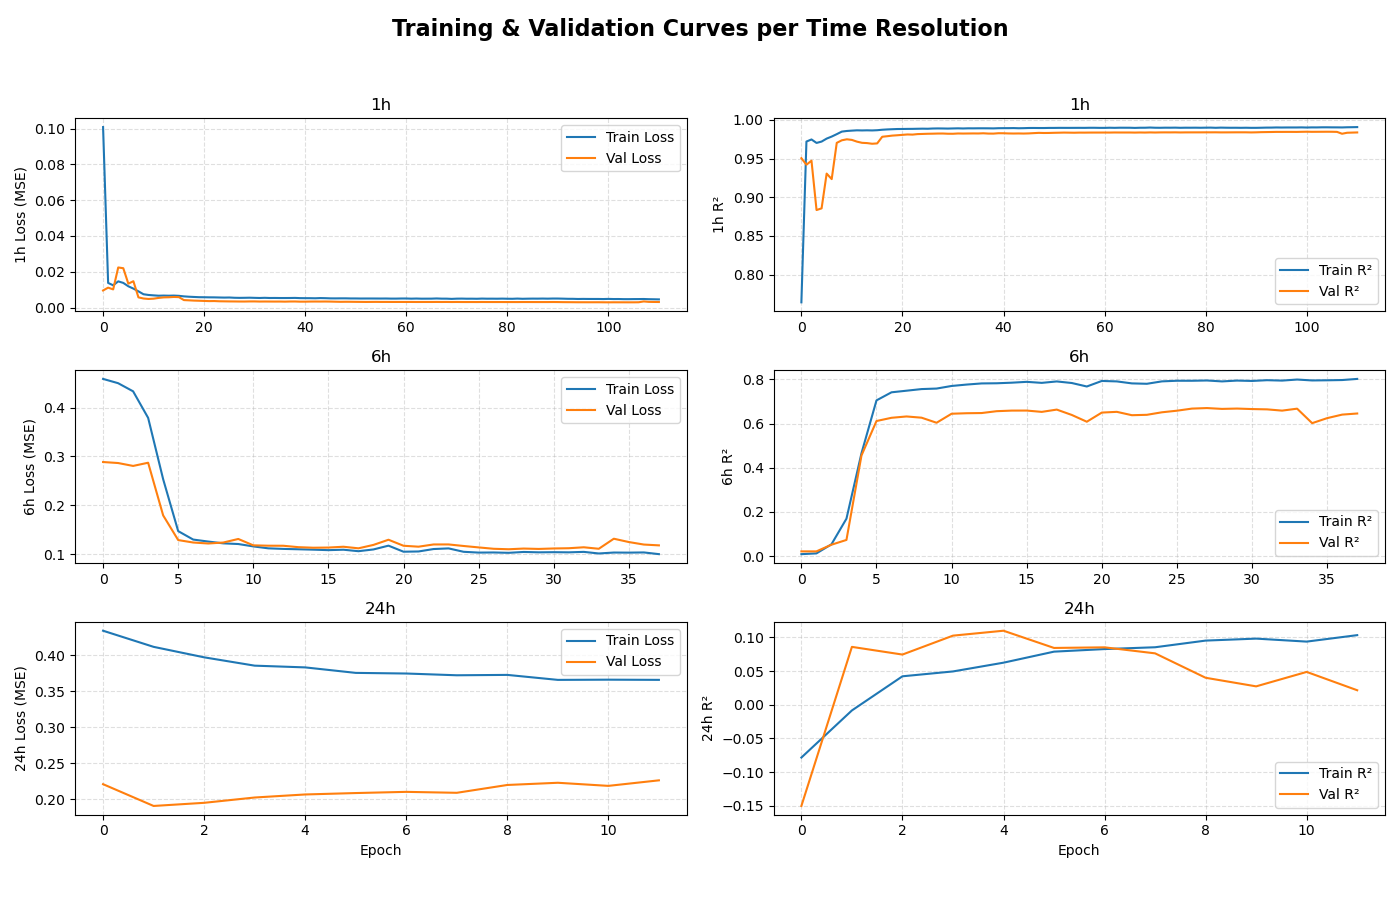 Training & Validation Curves per Time Resolution
1h
1h Loss (MSE)
0.10
0.08
0.06
0.04
0.02
0.00
Train Loss
Val Loss
0 20 40 60 80 100
1h
1h R²
1.00
0.95
0.90
0.85
0.80
Train R²
Val R²
0 20 40 60 80 100
6h
6h Loss (MSE)
0.4
0.3
0.2
0.1
Train Loss
Val Loss
0 5 10 15 20 25 30 35
6h
6h R²
0.8
0.6
0.4
0.2
0.0
Train R²
Val R²
0 5 10 15 20 25 30 35
24h
24h Loss (MSE)
0.40
0.35
0.30
0.25
0.20
Train Loss
Val Loss
0 2 4 6 8 10
Epoch
24h
24h R²
0.10
0.05
0.00
−0.05
−0.10
−0.15
Train R²
Val R²
0 2 4 6 8 10
Epoch